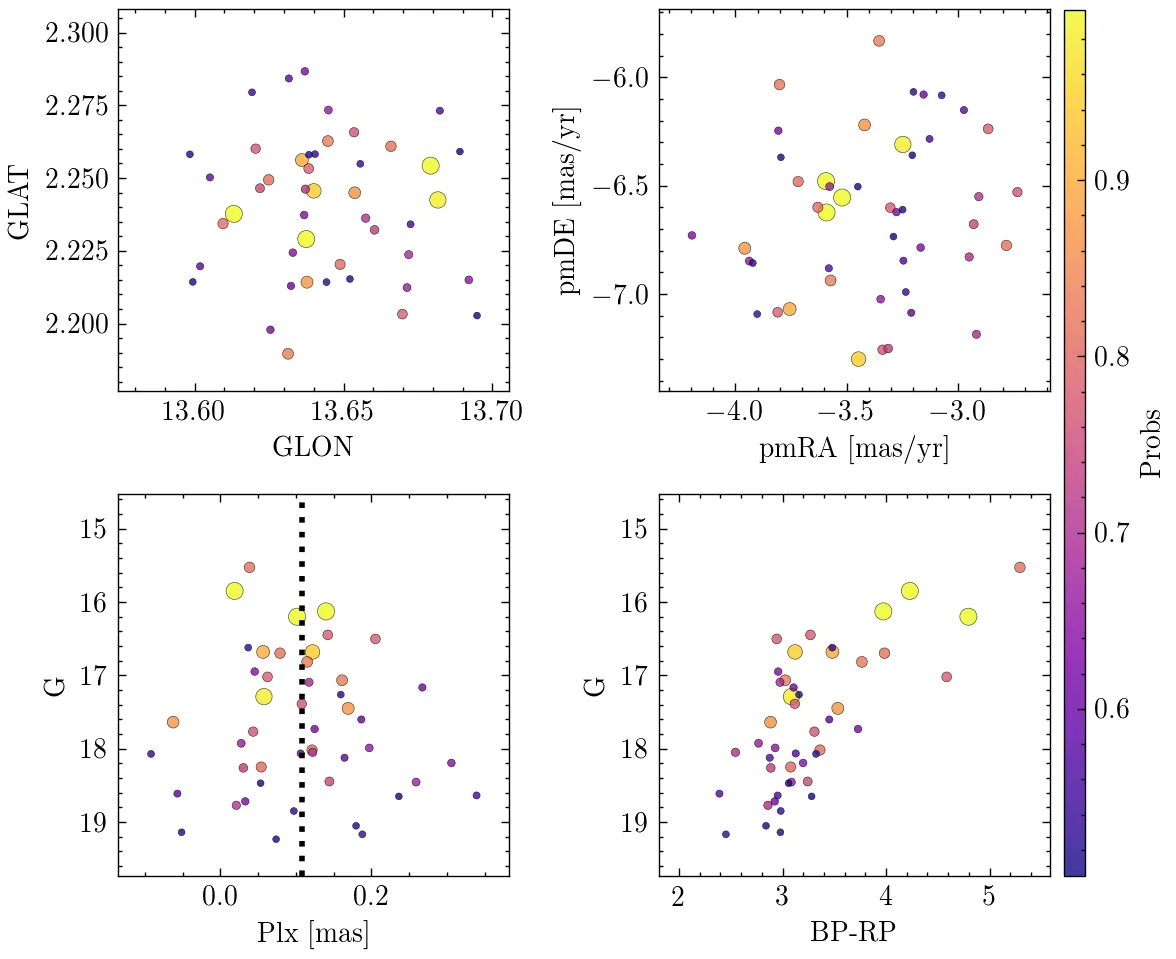 2.300
2.275
2.250
2.225
2.200
GLAT
13.60 13.65 13.70
GLON
−6.0
−6.5
−7.0
pmDE [mas/yr]
−4.0 −3.5 −3.0
pmRA [mas/yr]
0.9
0.8
0.7
0.6
Probs
15
16
17
18
19
G
0.0 0.2
Plx [mas]
15
16
17
18
19
G
2 3 4 5
BP-RP